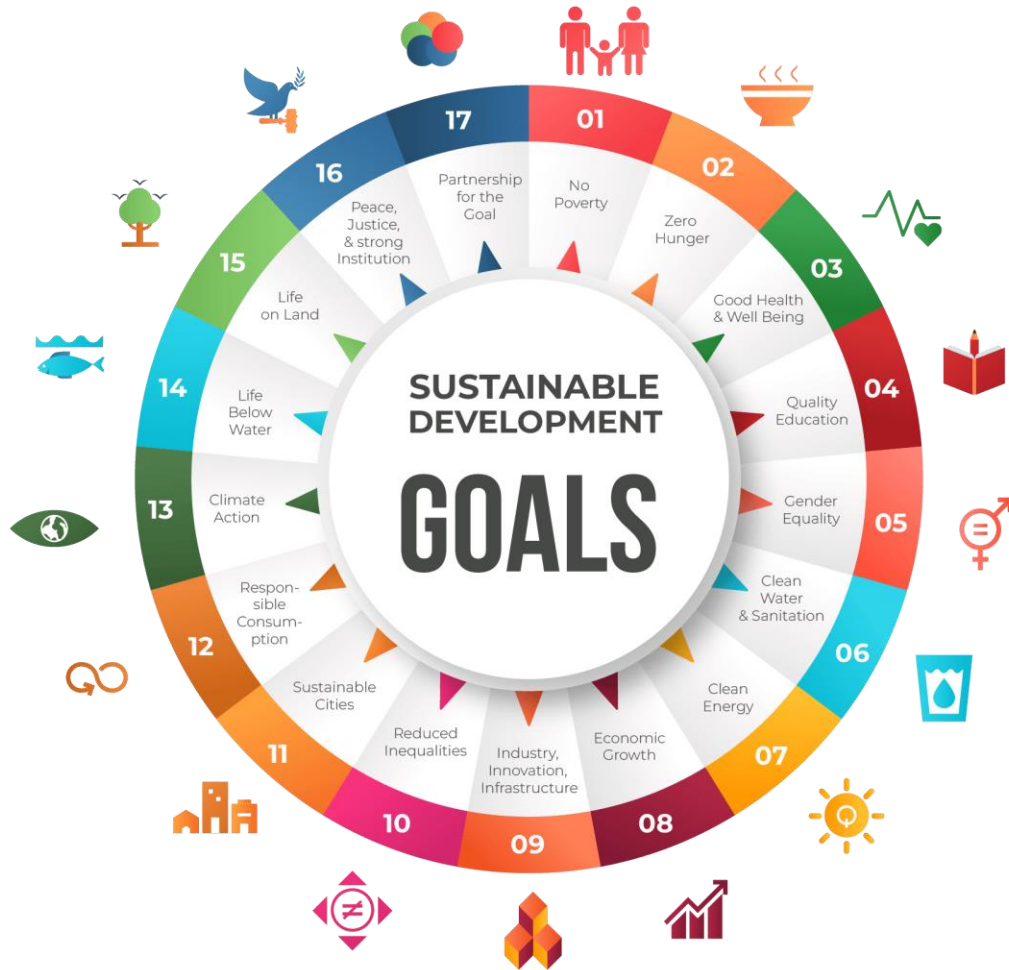 SUSTAINABLE
DEVELOPMENT
GOALS
01
No
Poverty
02
Zero
Hunger
03
Good Health
& Well Being
04
Quality
Education
05
Gender
Equality
06
Clean
Water
& Sanitation
07
Clean
Energy
08
Economic
Growth
09
Industry,
Innovation,
Infrastructure
10
Reduced
Inequalities
11
Sustainable
Cities
12
Respon-
sible
Consum-
ption
13
Climate
Action
14
Life
Below
Water
15
Life
on Land
16
Peace,
Justice,
& strong
Institution
17
Partnership
for the
Goal